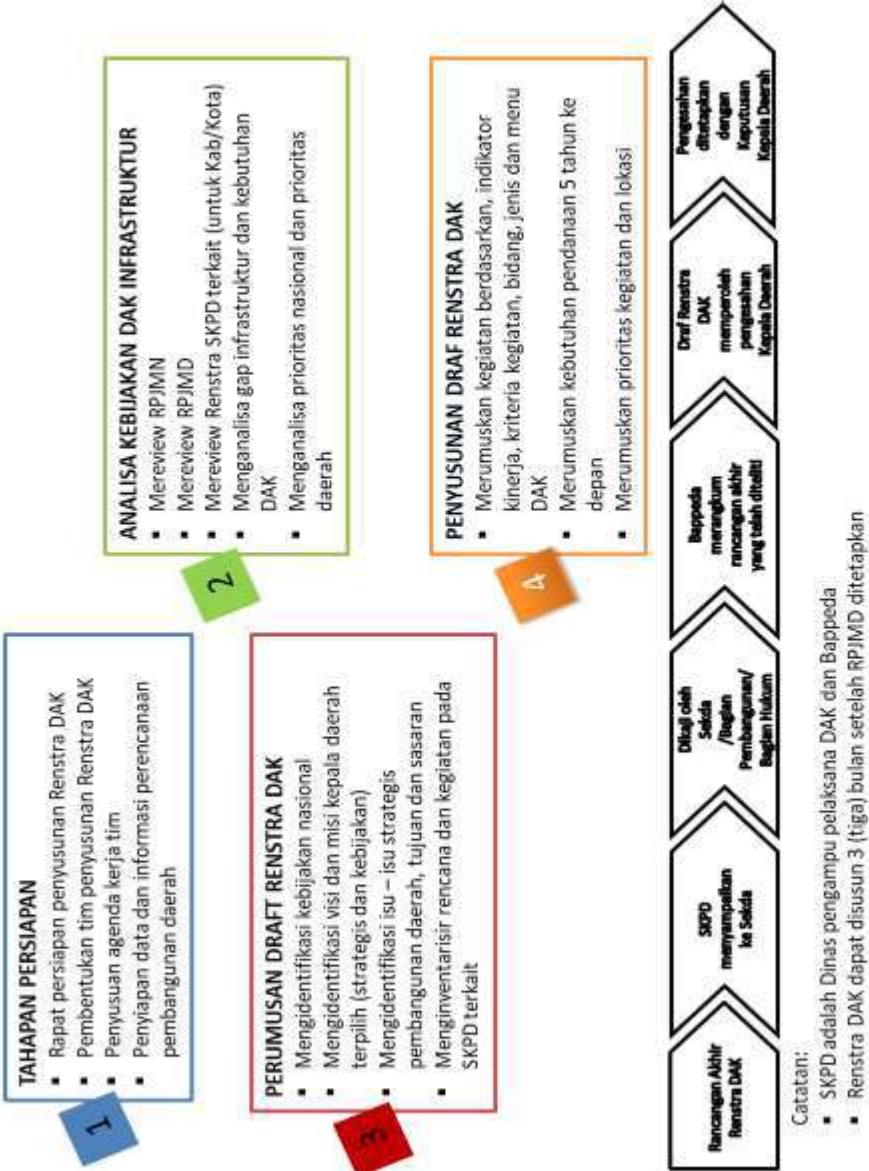 1
TAHAPAN PERSIAPAN
▪ Rapat persiapan penyusunan Renstra DAK
▪ Pembentukan tim penyusunan Renstra DAK
▪ Penyusuan agenda kerja tim
▪ Penyiapan data dan informasi perencanaan
pembangunan daerah
2
ANALISA KEBIJAKAN DAK INFRASTRUKTUR
▪ Mereview RPJMN
▪ Mereview RPJMD
▪ Mereview Renstra SKPD terkait (untuk Kab/Kota)
▪ Menganalisa gap infrastruktur dan kebutuhan
DAK
▪ Menganalisa prioritas nasional dan prioritas
daerah
3
PERUMUSAN DRAFT RENSTRA DAK
▪ Mengidentifikasi kebijakan nasional
▪ Mengidentifikasi visi dan misi kepala daerah
terpilih (strategis dan kebijakan)
▪ Mengidentifikasi isu – isu strategis
pembangunan daerah, tujuan dan sasaran
▪ Menginventarisir rencana dan kegiatan pada
SKPD terkait
4
PENYUSUNAN DRAF RENSTRA DAK
▪ Merumuskan kegiatan berdasarkan, indikator
kinerja, kriteria kegiatan, bidang, jenis dan menu
DAK
▪ Merumuskan kebutuhan pendanaan 5 tahun ke
depan
▪ Merumuskan prioritas kegiatan dan lokasi
Rancangan Akhir
Renstra DAK
SKPD
menyampaikan
ke Sekda
Dikaji oleh
Sekda
/Bagian
Pembangunan/
Bagian Hukum
Bappeda
merangkum
rancangan akhir
yang telah diteliti
Draf Renstra
DAK
memperoleh
pengesahan
Kepala Daerah
Pengesahan
ditetapkan
dengan
Keputusan
Kepala Daerah
Catatan:
▪ SKPD adalah Dinas pengampu pelaksana DAK dan Bappeda
▪ Renstra DAK dapat disusun 3 (tiga) bulan setelah RPJMD ditetapkan